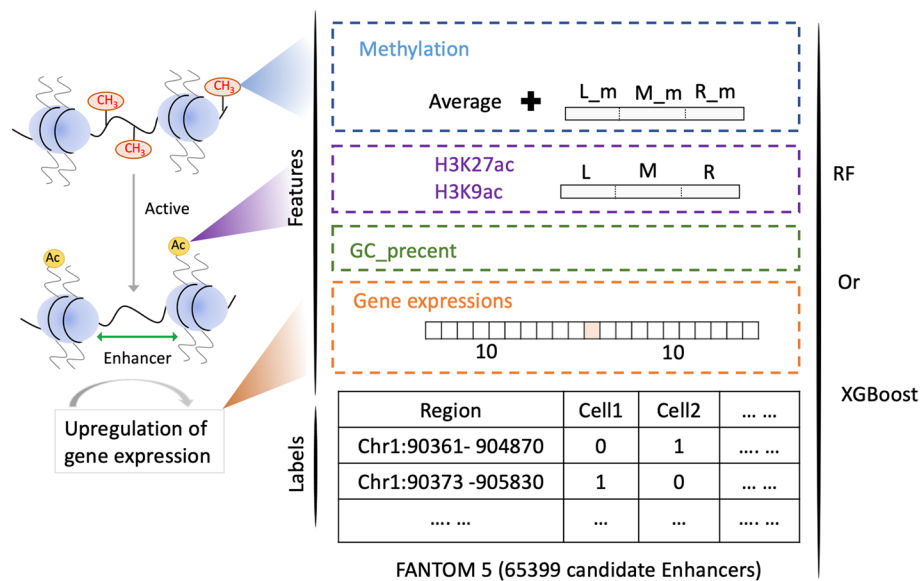 CH3
CH3
CH3
Active
Ac
Ac
Enhancer
Upregulation of
gene expression
Features
Labels
Methylation
Average + L_m M_m R_m
H3K27ac
H3K9ac
L M R
GC_precent
Gene expressions
10 10
Region Cell1 Cell2 … …
Chr1:90361- 904870 0 1 …. …
Chr1:90373 -905830 1 0 … …
…. … … … …. …
FANTOM 5 (65399 candidate Enhancers)
RF
Or
XGBoost